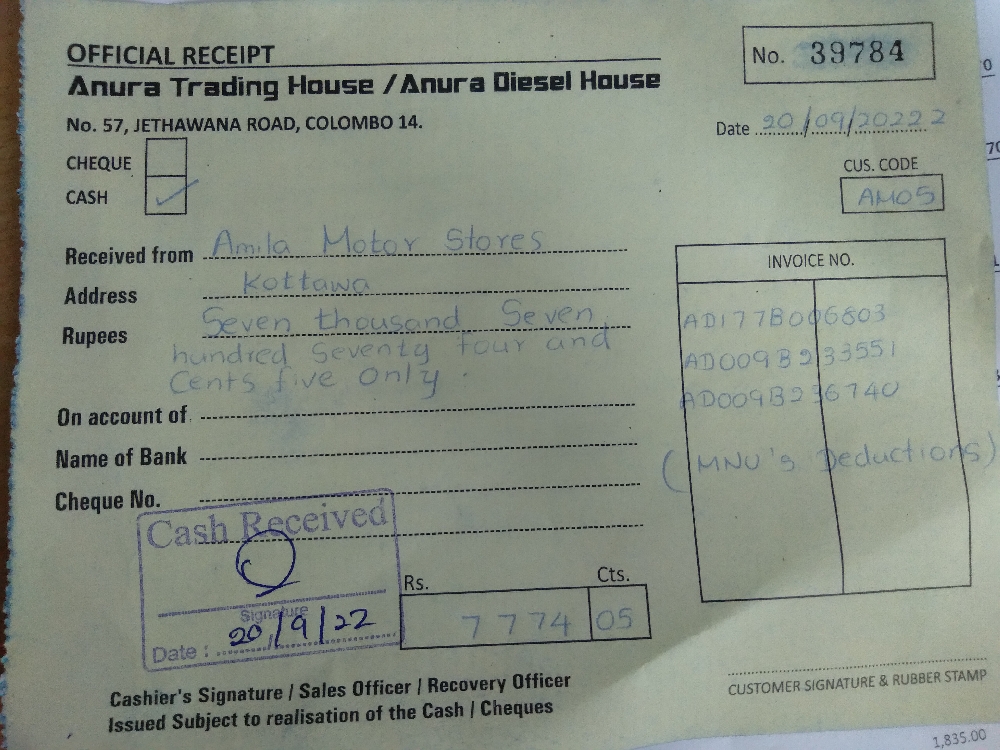 OFFICIAL RECEIPT
Anura Trading House / Anura Diesel House
No. 57, JETHAWANA ROAD, COLOMBO 14.
No. 39784
Date 20/09/20222
CHEQUE
CASH ✓
CUS. CODE
AM05
Received from Amila Motor Stores
Address Kottawa
Rupees Seven thousand Seven
hundred Seventy four and
Cents five Only
On account of
Name of Bank
Cheque No.
INVOICE NO.
AD177B006803
AD009B233551
AD009B236740
(MNU's Deductions)
Cash Received
Signature
Date : 20/9/22
Rs. Cts.
7774 05
Cashier's Signature / Sales Officer / Recovery Officer
Issued Subject to realisation of the Cash / Cheques
CUSTOMER SIGNATURE & RUBBER STAMP
1,835.00